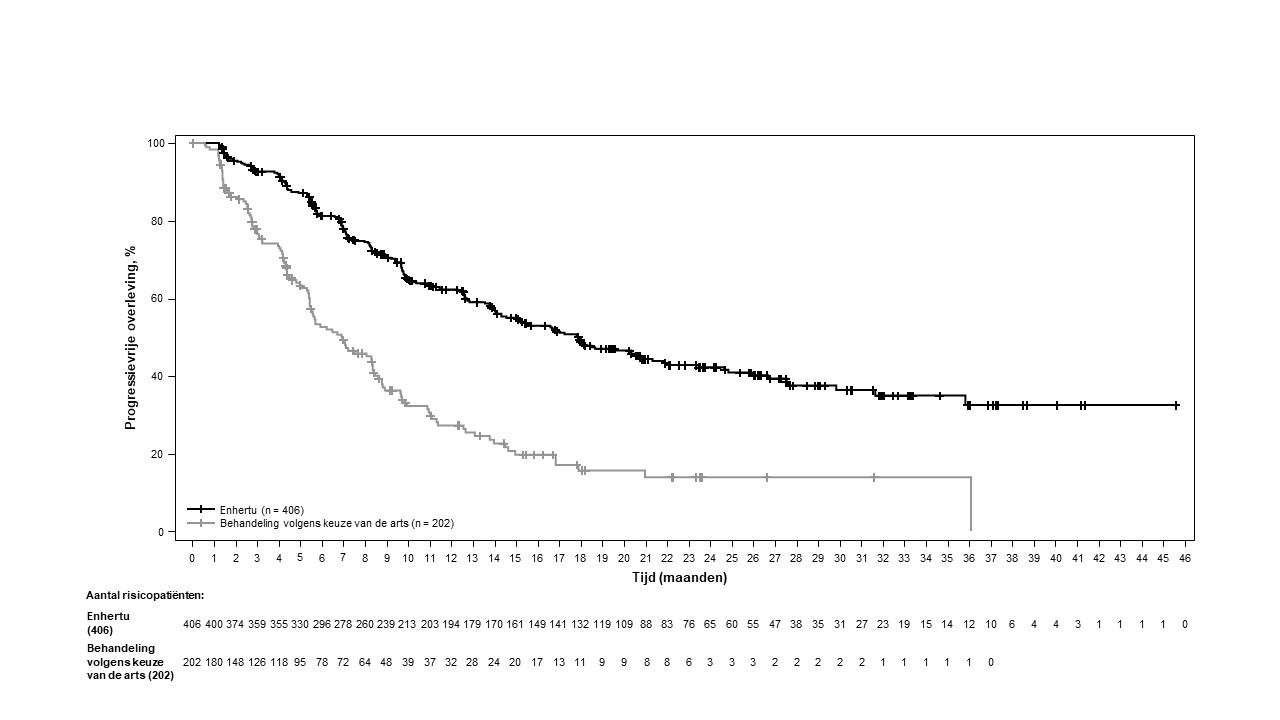 100
80
60
40
20
0
Progressievrije overleving, %
Enhertu (n = 406)
Behandeling volgens keuze van de arts (n = 202)
0 1 2 3 4 5 6 7 8 9 10 11 12 13 14 15 16 17 18 19 20 21 22 23 24 25 26 27 28 29 30 31 32 33 34 35 36 37 38 39 40 41 42 43 44 45 46
Tijd (maanden)
Aantal risicopatiënten:
Enhertu
(406)
406 400 374 359 355 330 296 278 260 239 213 203 194 179 170 161 149 141 132 119 109 88 83 76 65 60 55 47 38 35 31 27 23 19 15 14 12 10 6 4 4 3 1 1 1 1 0
Behandeling
volgens keuze
van de arts (202)
202 180 148 126 118 95 78 72 64 48 39 37 32 28 24 20 17 13 11 9 9 8 8 6 3 3 3 2 2 2 2 2 1 1 1 1 1 0